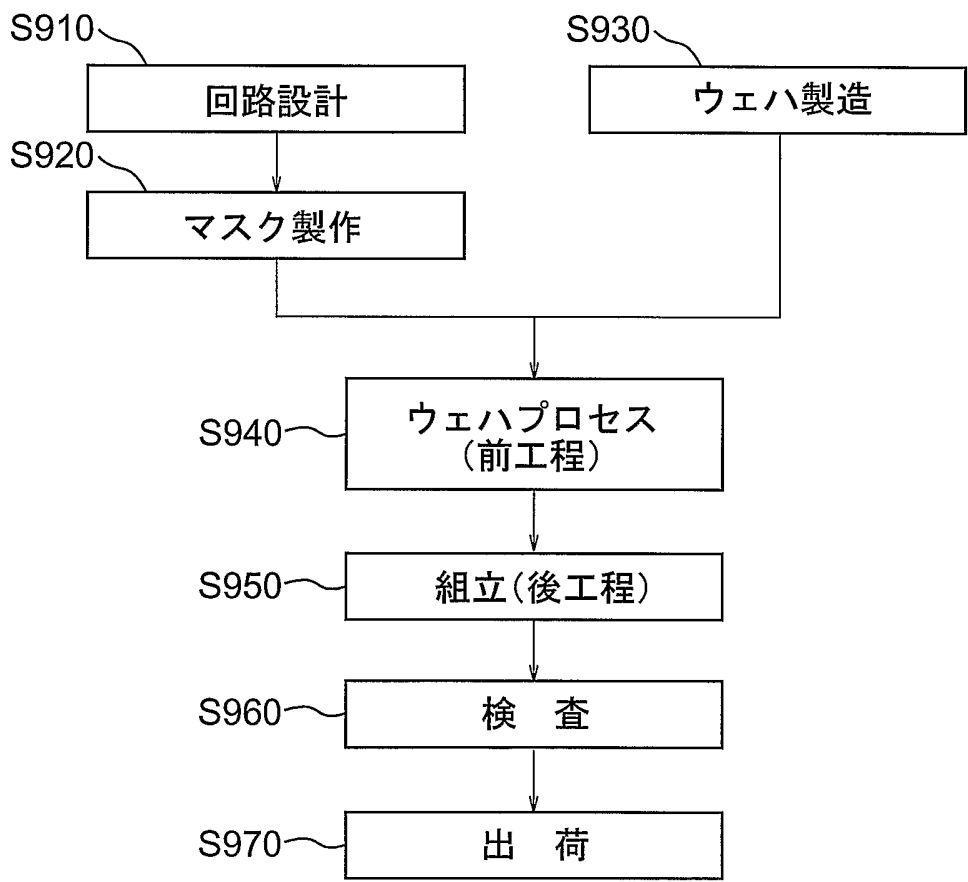 S910
回路設計
S930
ウェハ製造
S920
マスク製作
S940
ウェハプロセス
(前工程)
S950
組立(後工程)
S960
検　査
S970
出　荷